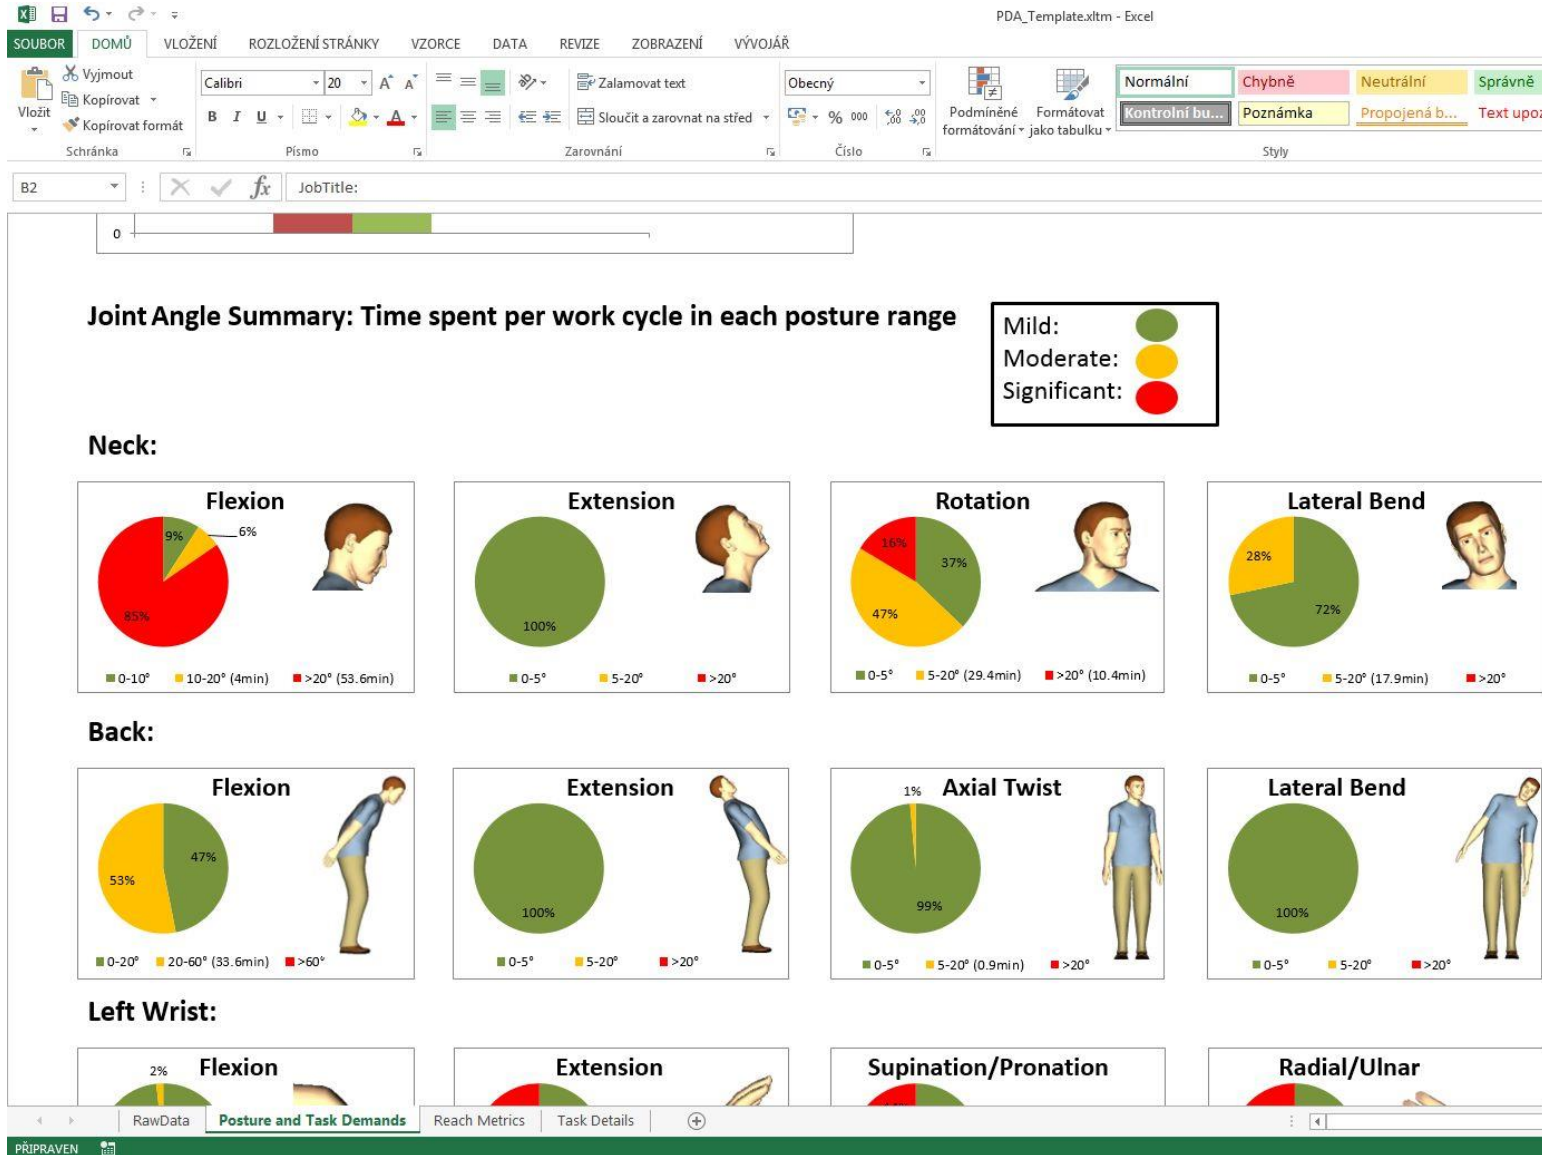 PDA_Template.xltm - Excel
SOUBOR DOMŮ VLOŽENÍ ROZLOŽENÍ STRÁNKY VZORCE DATA REVIZE ZOBRAZENÍ VÝVOJÁŘ
Vložit
Vyjmout
Kopírovat
Kopírovat formát
Schránka
Calibri 20
B I U
Písmo
Zalamovat text
Sloučit a zarovnat na střed
Zarovnání
Obecný
% 000
Číslo
Podmíněné formátování
Formátovat jako tabulku
Normální Chybně Neutrální Správně
Kontrolní bu... Poznámka Propojená b... Text upoz
Styly
B2 fx JobTitle:
0
Joint Angle Summary: Time spent per work cycle in each posture range
Mild:
Moderate:
Significant:
Neck:
Flexion
9%
6%
85%
0-10° 10-20° (4min) >20° (53.6min)
Extension
100%
0-5° 5-20° >20°
Rotation
16%
37%
47%
0-5° 5-20° (29.4min) >20° (10.4min)
Lateral Bend
28%
72%
0-5° 5-20° (17.9min) >20°
Back:
Flexion
47%
53%
0-20° 20-60° (33.6min) >60°
Extension
100%
0-5° 5-20° >20°
1% Axial Twist
99%
0-5° 5-20° (0.9min) >20°
Lateral Bend
100%
0-5° 5-20° >20°
Left Wrist:
2% Flexion
Extension
Supination/Pronation
Radial/Ulnar
RawData Posture and Task Demands Reach Metrics Task Details
PŘIPRAVEN